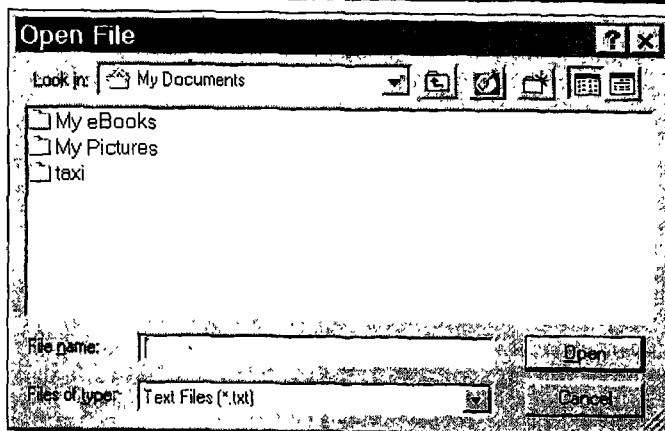 Open File
Look in: My Documents
My eBooks
My Pictures
taxi
File name:
Open
Files of type: Text Files (*.txt)
Cancel